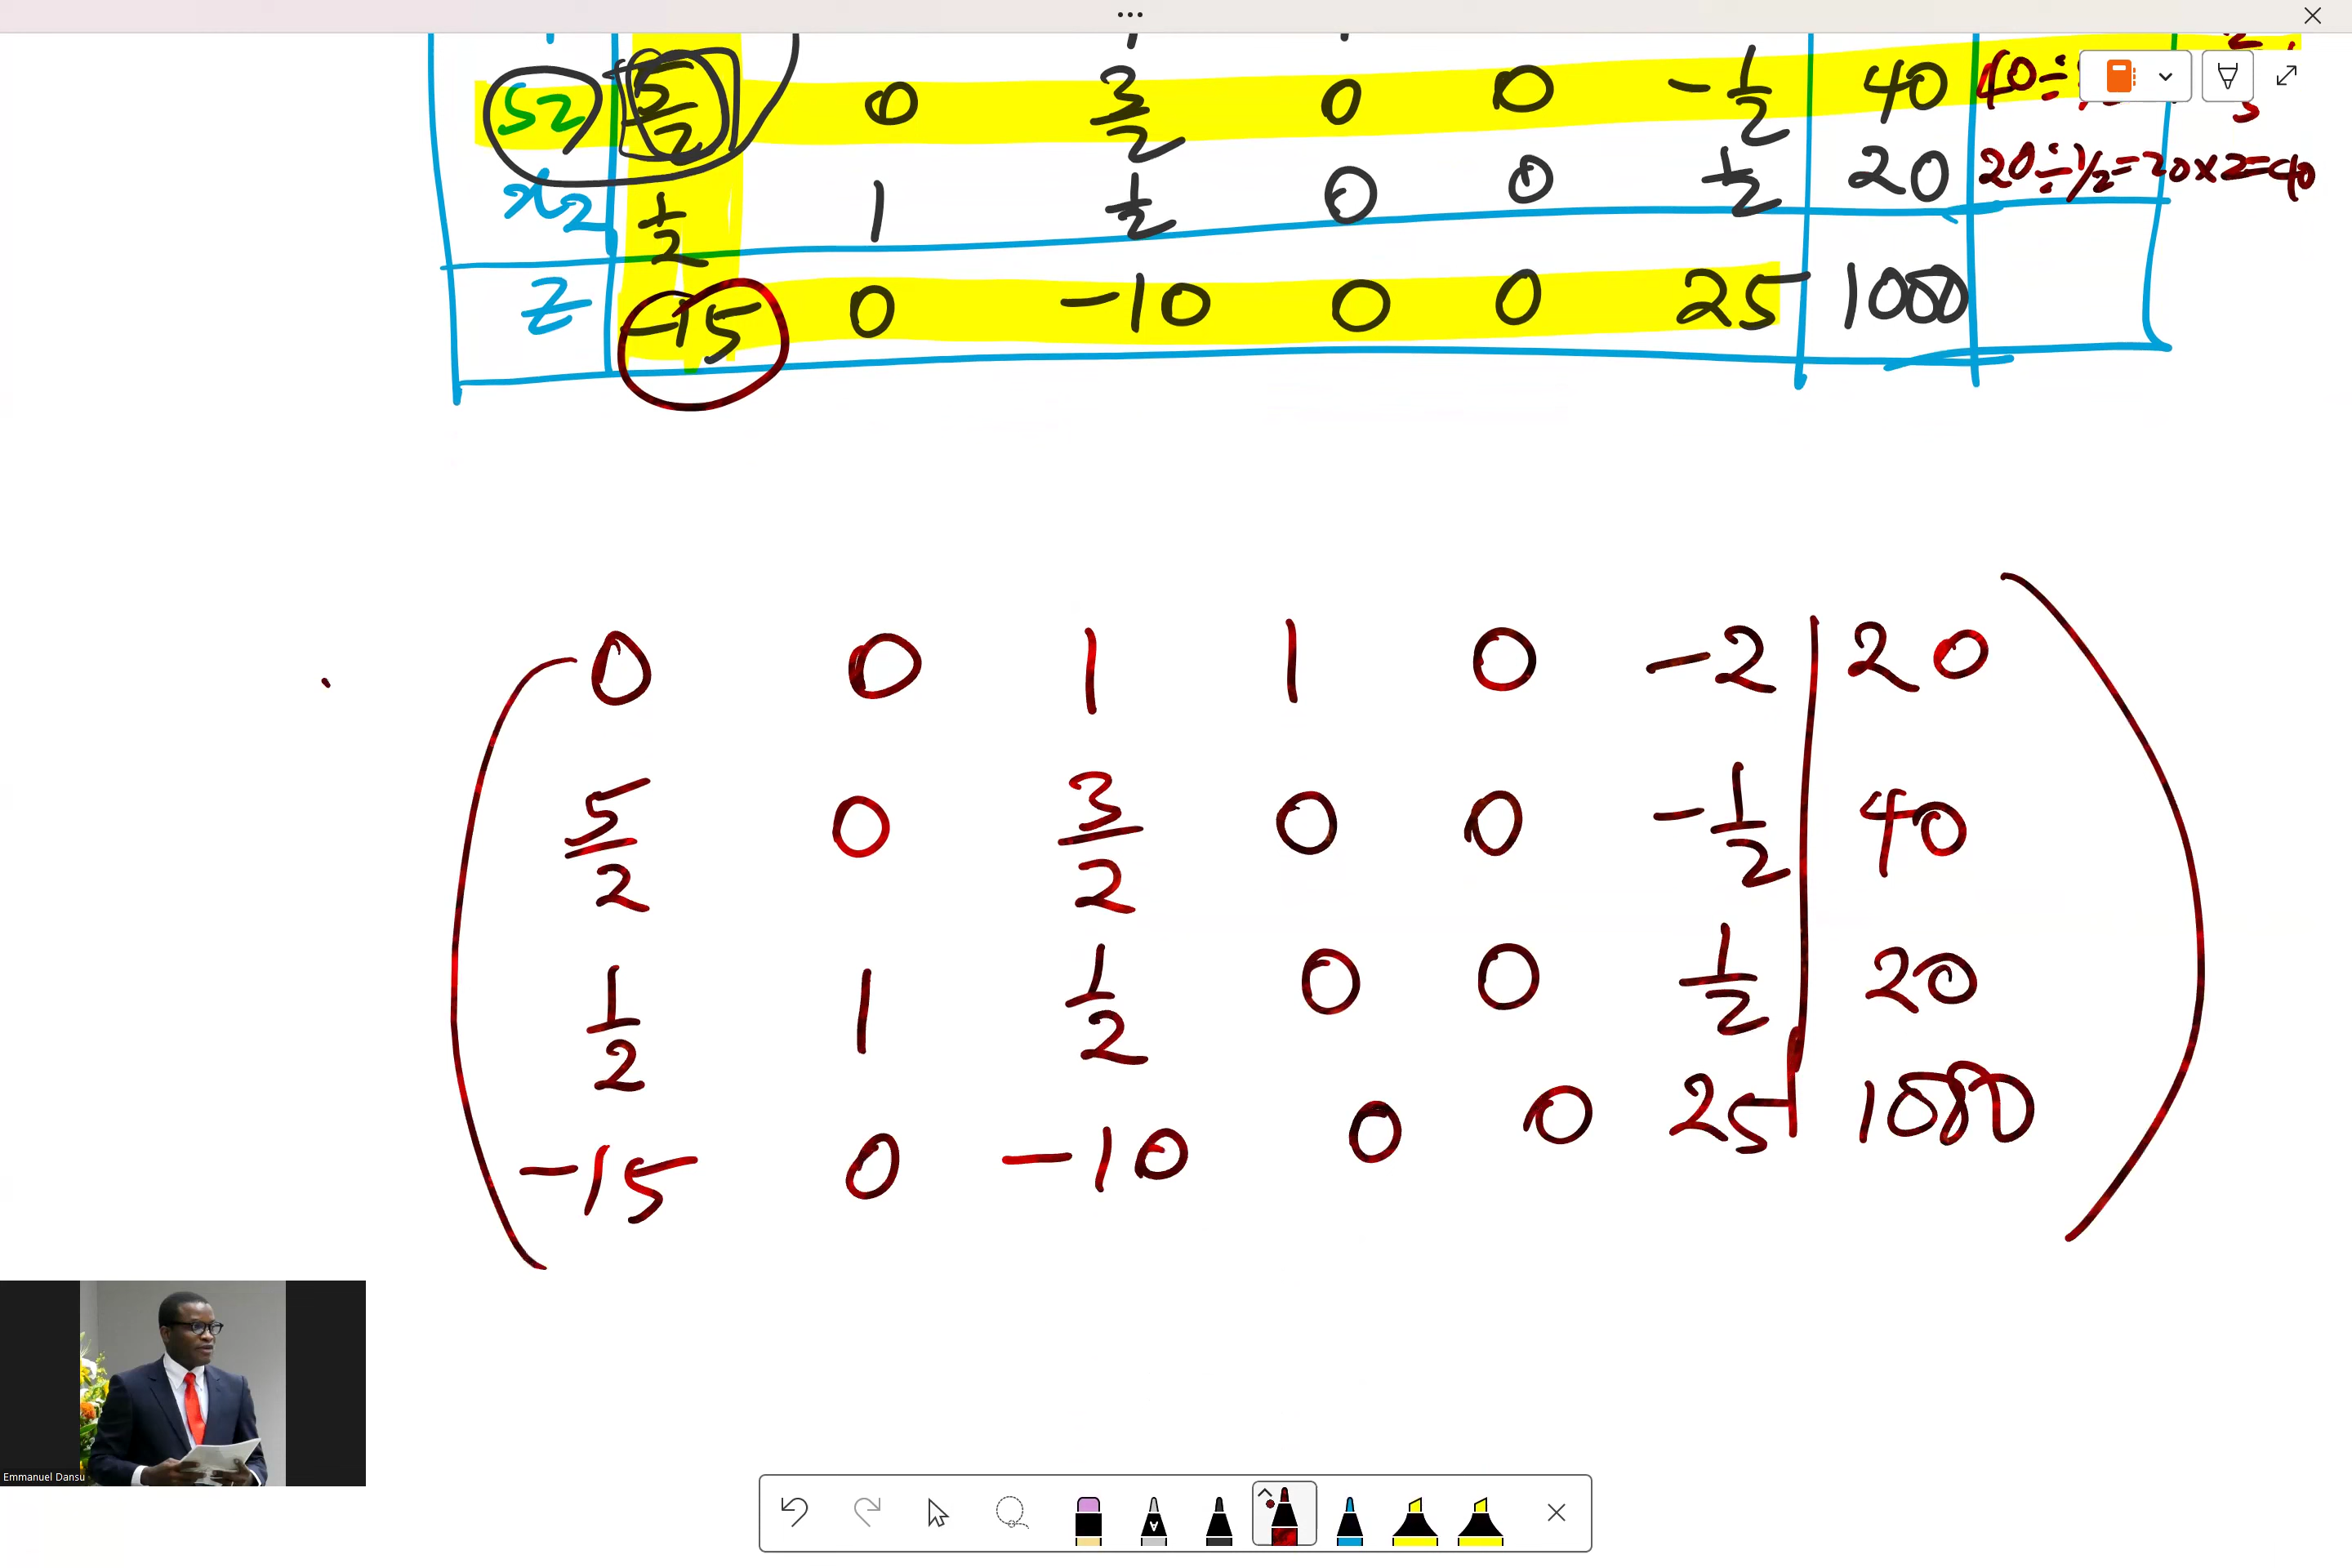 S2 5/2 0 3/2 0 0 -1/2 40 40÷
x2 1/2 1 1/2 0 0 1/2 20 20÷1/2=20×2=40
Z -15 0 -10 0 0 25 1000
0 0 1 1 0 -2 20
5/2 0 3/2 0 0 -1/2 40
1/2 1 1/2 0 0 1/2 20
-15 0 -10 0 0 25 1000
Emmanuel Dansu